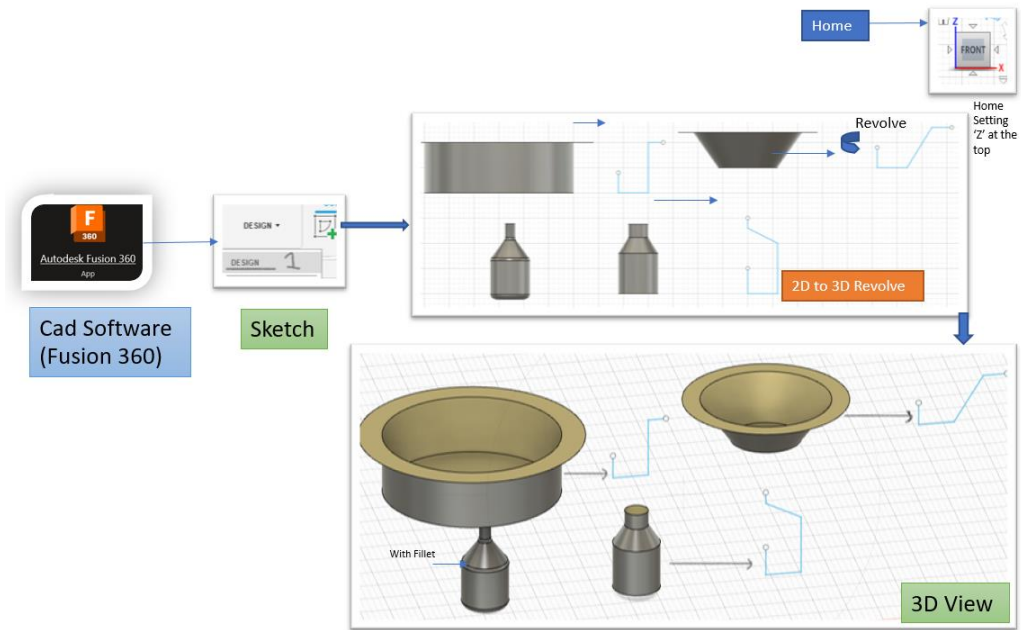 Home
Z
FRONT
X
Home
Setting
‘Z’ at the
top
Revolve
F
360
Autodesk Fusion 360
App
DESIGN
DESIGN 1
2D to 3D Revolve
Cad Software
(Fusion 360)
Sketch
With Fillet
3D View